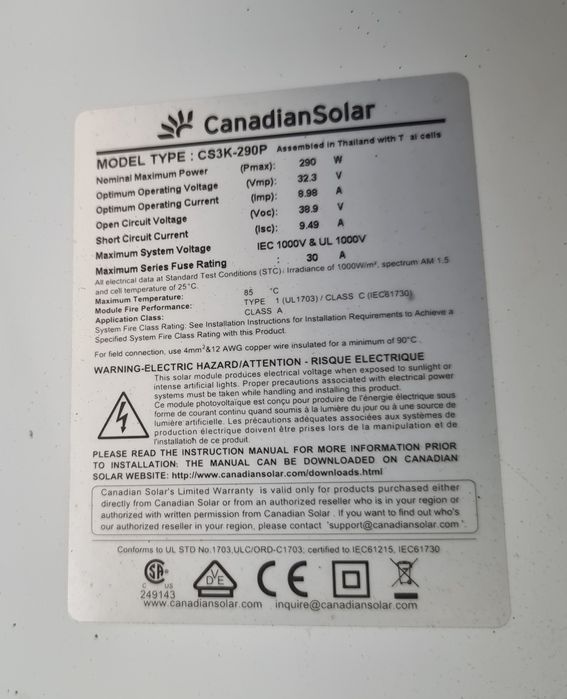 CanadianSolar
MODEL TYPE : CS3K-290P Assembled in Thailand with cells
Nominal Maximum Power (Pmax): 290 W
Optimum Operating Voltage (Vmp): 32.3 V
Optimum Operating Current (Imp): 8.98 A
Open Circuit Voltage (Voc): 38.9 V
Short Circuit Current (Isc): 9.49 A
Maximum System Voltage IEC 1000V & UL 1000V
Maximum Series Fuse Rating : 30 A
All electrical data at Standard Test Conditions (STC): Irradiance of 1000W/m², spectrum AM 1.5
and cell temperature of 25°C.
Maximum Temperature: 85 °C
Module Fire Performance: TYPE 1 (UL1703) / CLASS C (IEC61730)
Application Class: CLASS A
System Fire Class Rating: See Installation Instructions for Installation Requirements to Achieve a
Specified System Fire Class Rating with this Product.
For field connection, use 4mm²&12 AWG copper wire insulated for a minimum of 90°C .
WARNING-ELECTRIC HAZARD/ATTENTION - RISQUE ELECTRIQUE
This solar module produces electrical voltage when exposed to sunlight or
intense artificial lights. Proper precautions associated with electrical power
systems must be taken while handling and installing this product.
Ce module photovoltaïque est conçu pour produire de l'énergie électrique sous
forme de courant continu quand soumis à la lumière du jour ou à une source de
lumière artificielle. Les précautions adéquates associées aux systèmes de
production électrique doivent être prises lors de la manipulation et de
l'installatioh de ce produit.
PLEASE READ THE INSTRUCTION MANUAL FOR MORE INFORMATION PRIOR
TO INSTALLATION: THE MANUAL CAN BE DOWNLOADED ON CANADIAN
SOLAR WEBSITE: http://www.canadiansolar.com/downloads.html
Canadian Solar's Limited Warranty is valid only for products purchased either
directly from Canadian Solar or from an authorized reseller who is in your region or
authorized with written permission from Canadian Solar . If you want to find out who's
our authorized reseller in your region, please contact 'support@canadiansolar.com '.
Conforms to UL STD No.1703,ULC/ORD-C1703; certified to IEC61215, IEC61730
SA
C US
249143
DVE
CE
www.canadiansolar.com inquire@canadiansolar.com